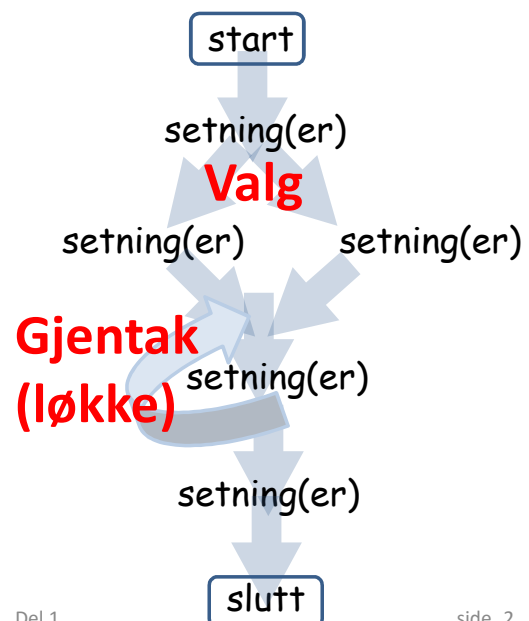 start
setning(er)
Valg
setning(er) setning(er)
Gjentak
(løkke)
setning(er)
setning(er)
slutt
Del 1 side 2